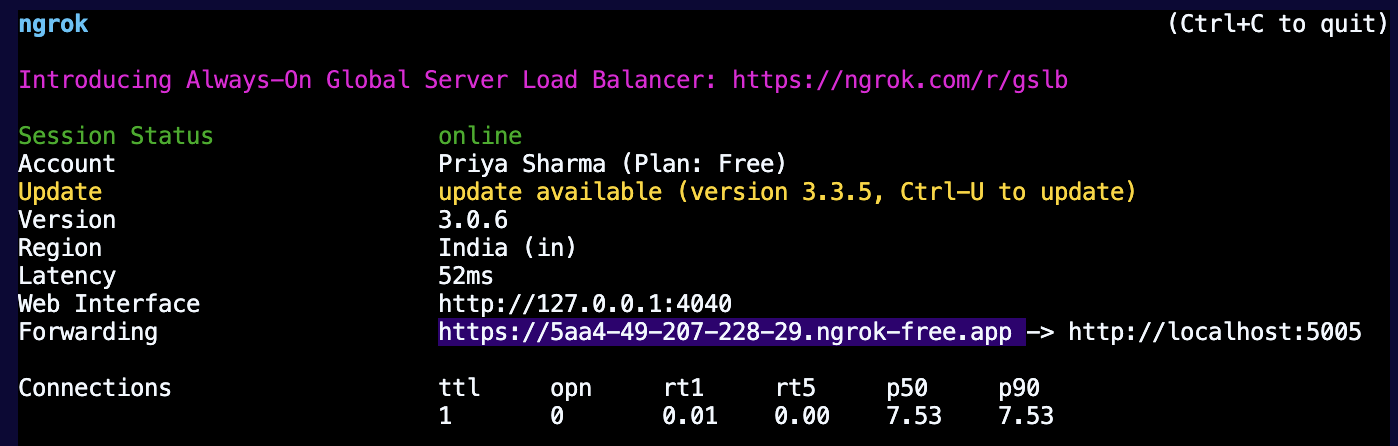 ngrok (Ctrl+C to quit)
Introducing Always-On Global Server Load Balancer: https://ngrok.com/r/gslb
Session Status online
Account Priya Sharma (Plan: Free)
Update update available (version 3.3.5, Ctrl-U to update)
Version 3.0.6
Region India (in)
Latency 52ms
Web Interface http://127.0.0.1:4040
Forwarding https://5aa4-49-207-228-29.ngrok-free.app -> http://localhost:5005
Connections ttl opn rt1 rt5 p50 p90
1 0 0.01 0.00 7.53 7.53